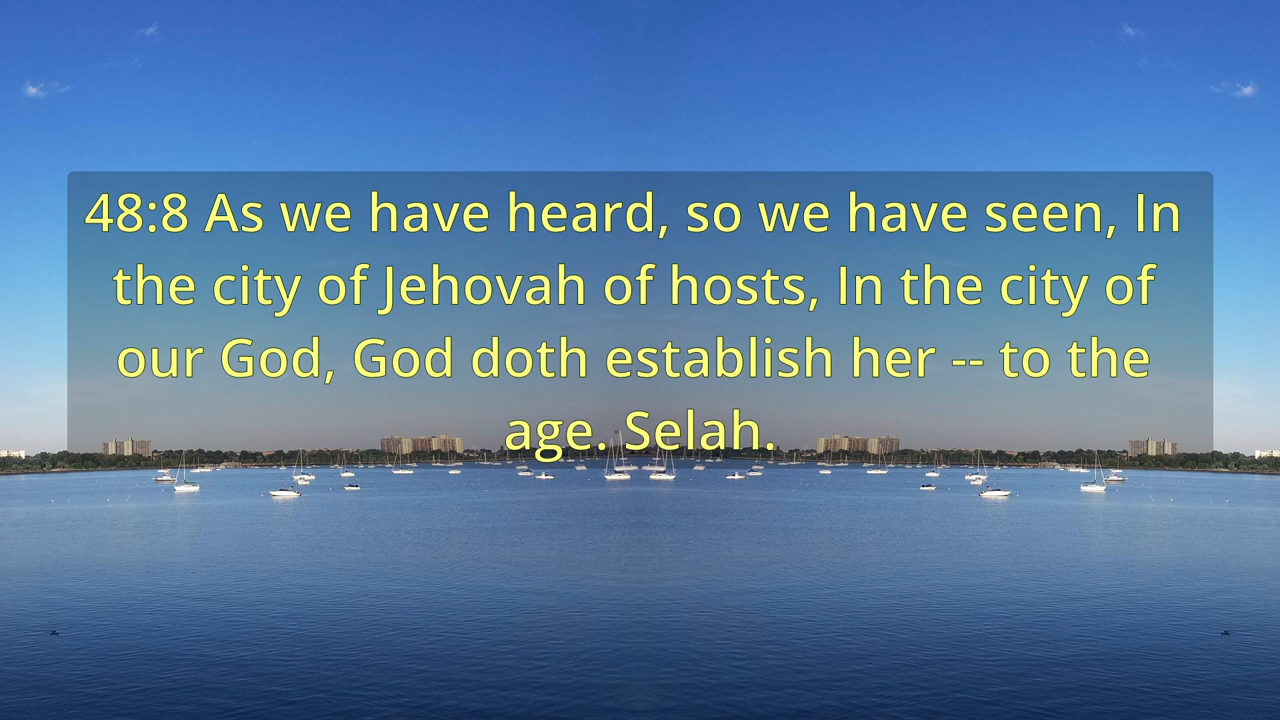 48:8 As we have heard, so we have seen, In
the city of Jehovah of hosts, In the city of
our God, God doth establish her -- to the
age. Selah.